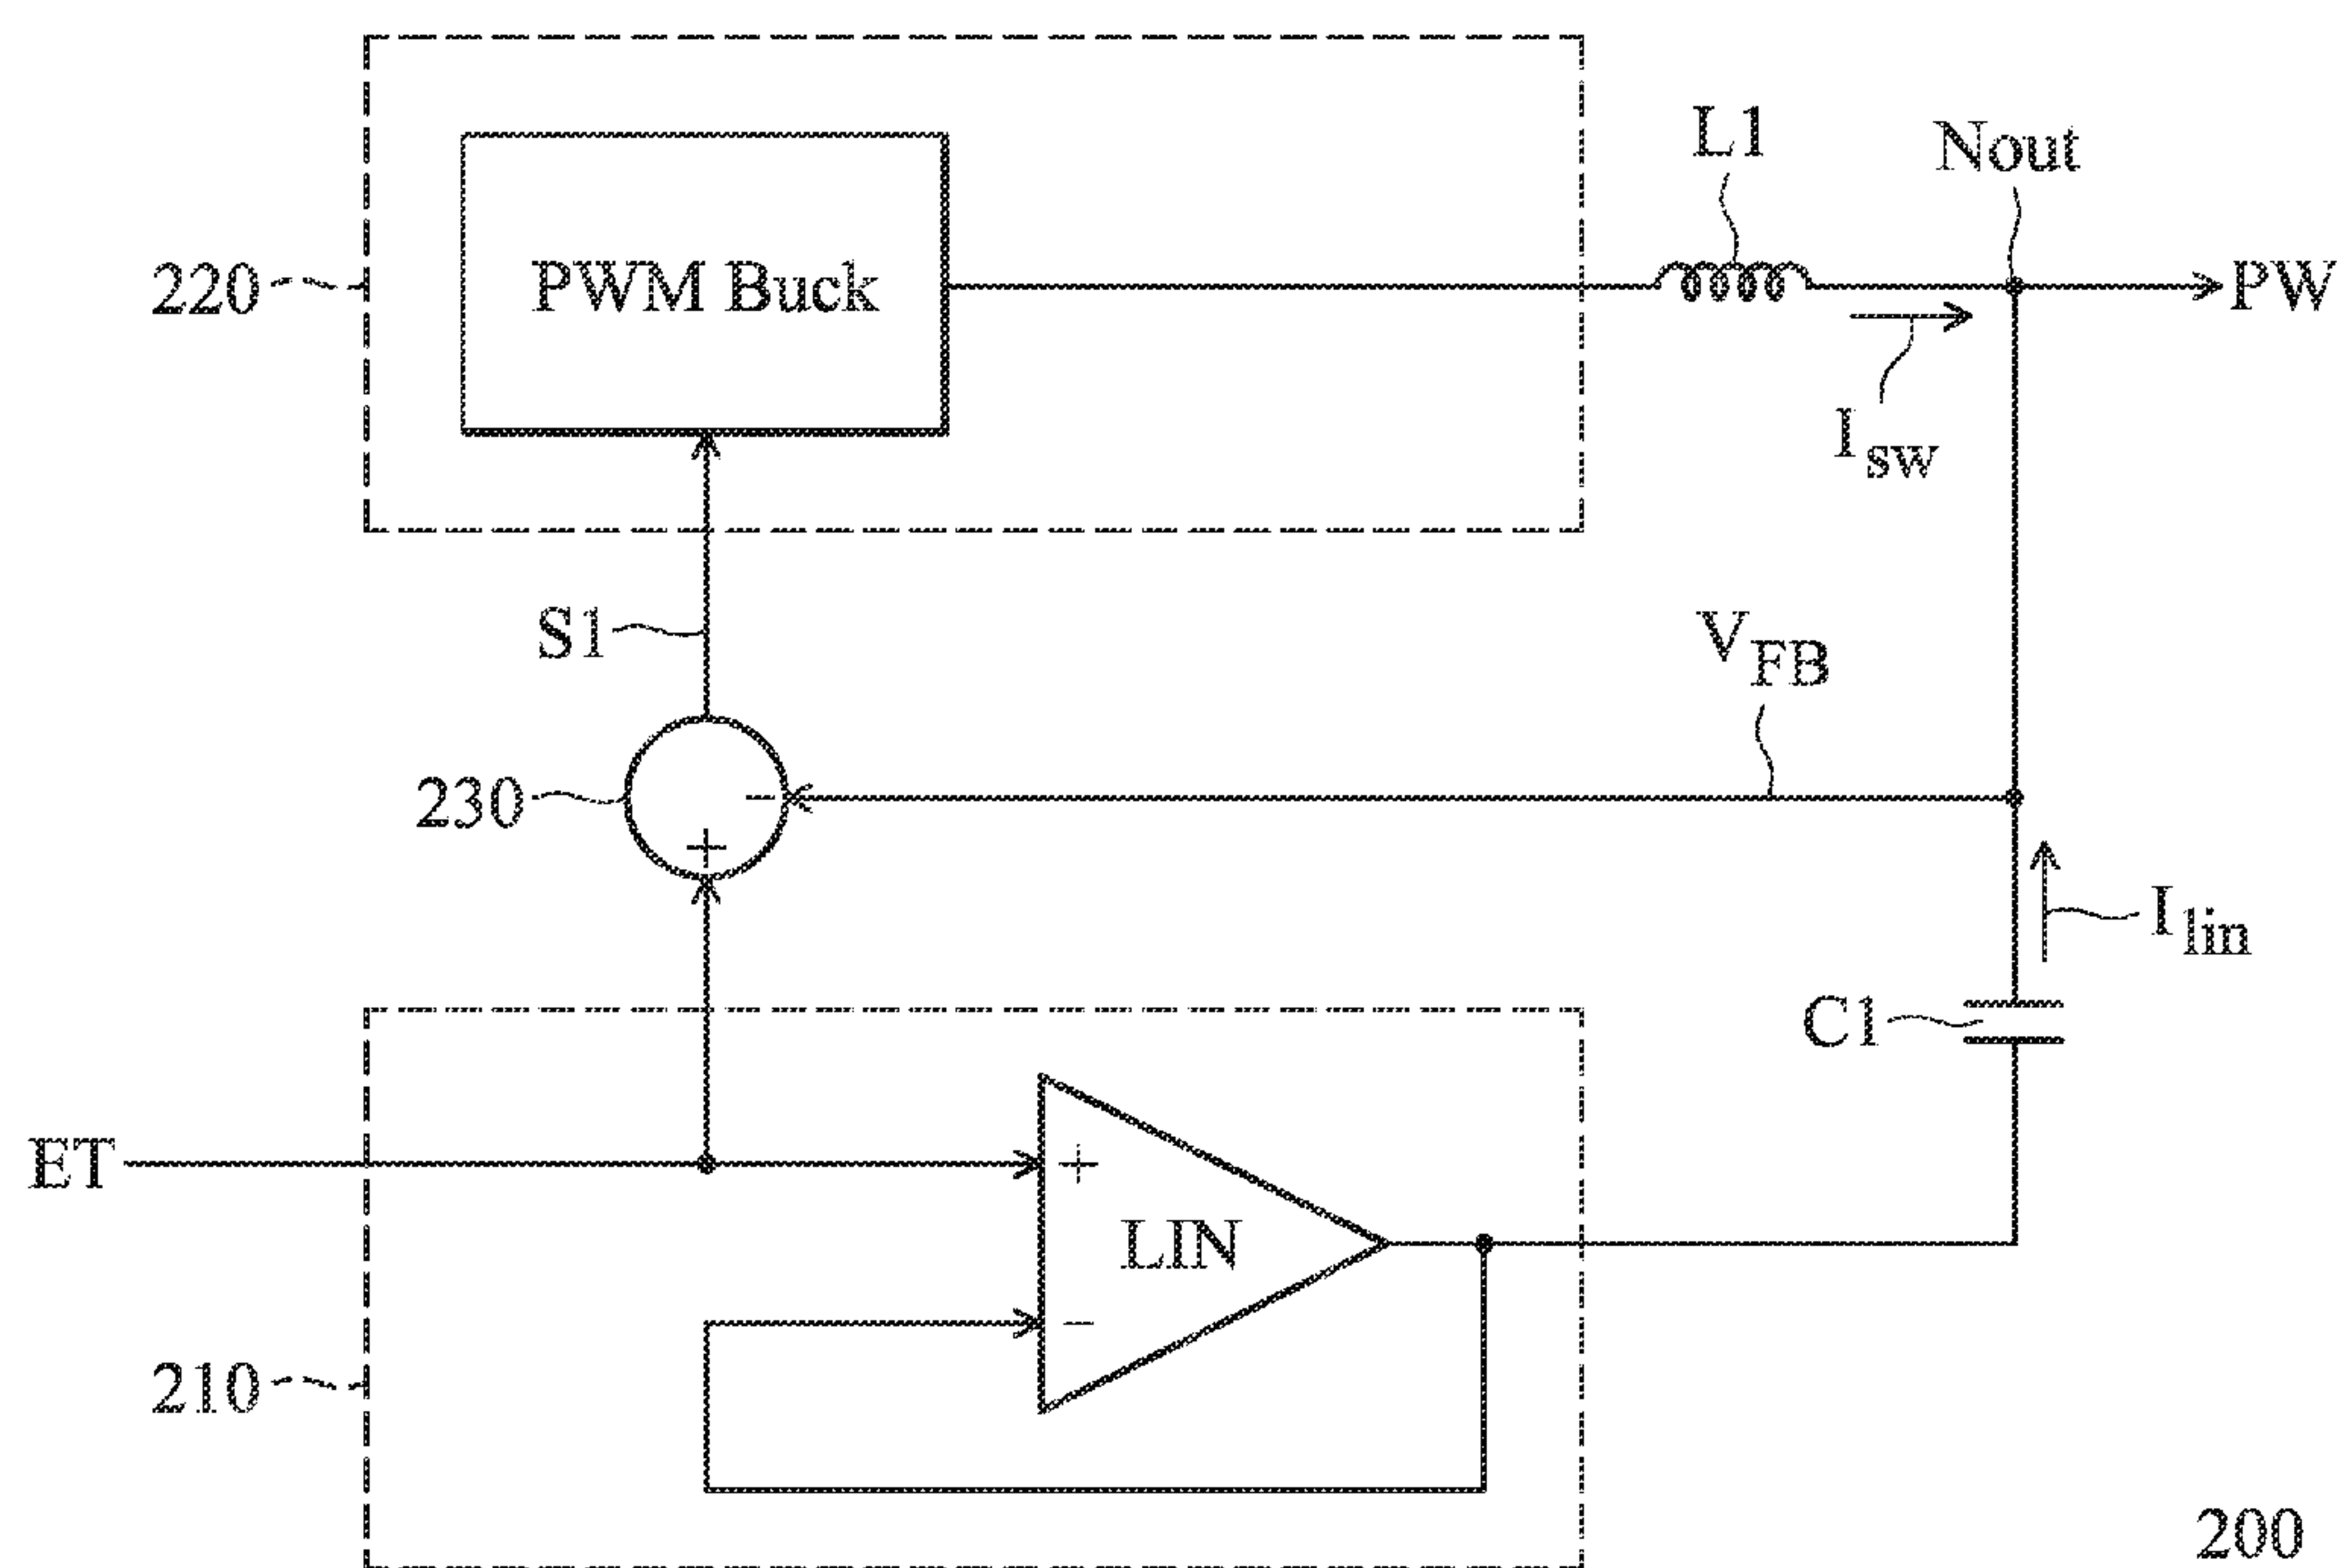 L1
Nout
PWM Buck
220
PW
Isw
S1
VFB
230
+
−
Ilin
C1
ET
+
LIN
−
210
200